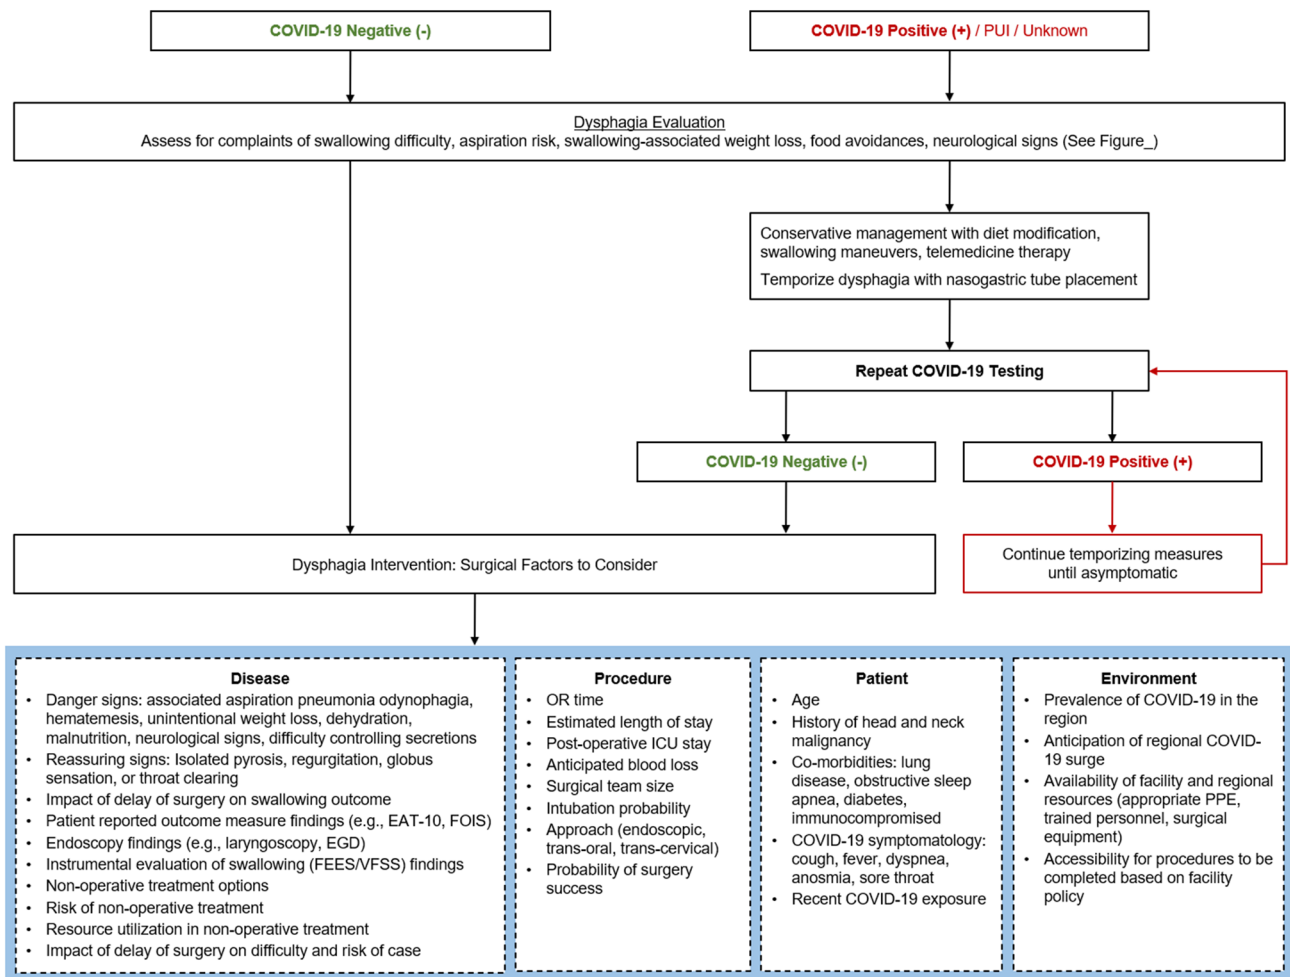 COVID-19 Negative (-)
COVID-19 Positive (+) / PUI / Unknown
Dysphagia Evaluation
Assess for complaints of swallowing difficulty, aspiration risk, swallowing-associated weight loss, food avoidances, neurological signs (See Figure_)
Conservative management with diet modification,
swallowing maneuvers, telemedicine therapy
Temporize dysphagia with nasogastric tube placement
Repeat COVID-19 Testing
COVID-19 Negative (-)
COVID-19 Positive (+)
Dysphagia Intervention: Surgical Factors to Consider
Continue temporizing measures
until asymptomatic
Disease
• Danger signs: associated aspiration pneumonia odynophagia,
hematemesis, unintentional weight loss, dehydration,
malnutrition, neurological signs, difficulty controlling secretions
• Reassuring signs: Isolated pyrosis, regurgitation, globus
sensation, or throat clearing
• Impact of delay of surgery on swallowing outcome
• Patient reported outcome measure findings (e.g., EAT-10, FOIS)
• Endoscopy findings (e.g., laryngoscopy, EGD)
• Instrumental evaluation of swallowing (FEES/VFSS) findings
• Non-operative treatment options
• Risk of non-operative treatment
• Resource utilization in non-operative treatment
• Impact of delay of surgery on difficulty and risk of case
Procedure
• OR time
• Estimated length of stay
• Post-operative ICU stay
• Anticipated blood loss
• Surgical team size
• Intubation probability
• Approach (endoscopic,
trans-oral, trans-cervical)
• Probability of surgery
success
Patient
• Age
• History of head and neck
malignancy
• Co-morbidities: lung
disease, obstructive sleep
apnea, diabetes,
immunocompromised
• COVID-19 symptomatology:
cough, fever, dyspnea,
anosmia, sore throat
• Recent COVID-19 exposure
Environment
• Prevalence of COVID-19 in the
region
• Anticipation of regional COVID-
19 surge
• Availability of facility and regional
resources (appropriate PPE,
trained personnel, surgical
equipment)
• Accessibility for procedures to be
completed based on facility
policy